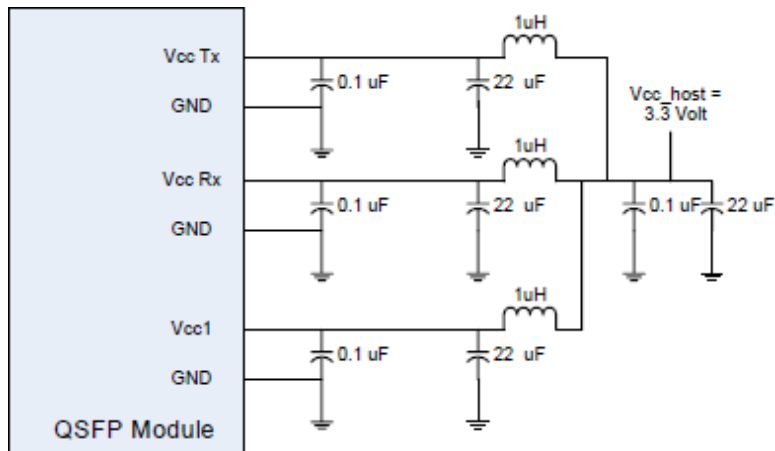 1uH
Vcc Tx
0.1 uF
22 uF
GND
Vcc_host =
3.3 Volt
1uH
Vcc Rx
0.1 uF
22 uF
0.1 uF
22 uF
GND
1uH
Vcc1
0.1 uF
22 uF
GND
QSFP Module